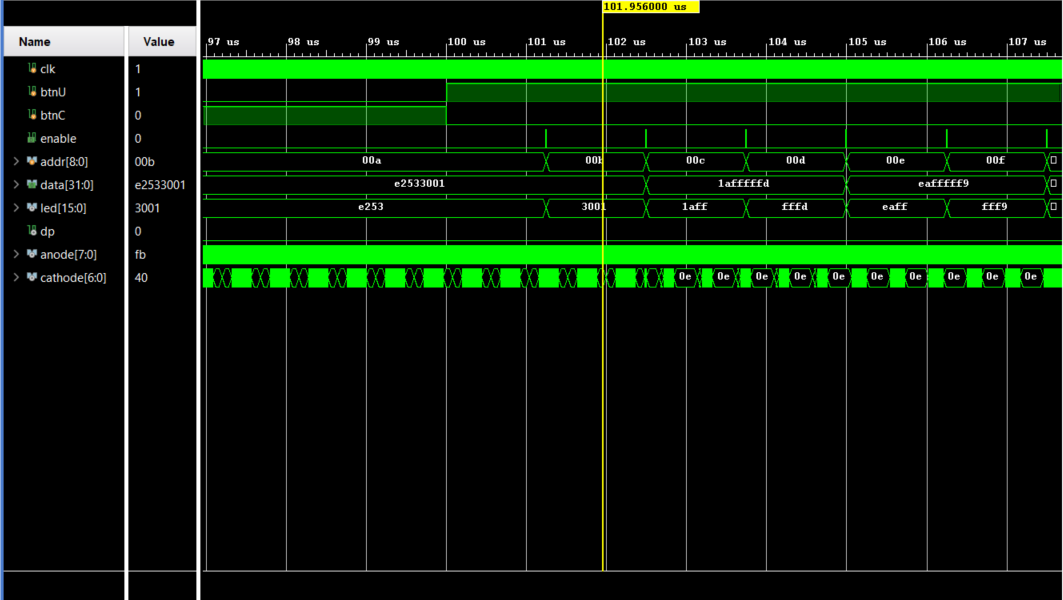 101.956000 us
Name Value 97 us 98 us 99 us 100 us 101 us 102 us 103 us 104 us 105 us 106 us 107 us
clk 1
btnU 1
btnC 0
enable 0
addr[8:0] 00b 00a 00b 00c 00d 00e 00f
data[31:0] e2533001 e2533001 1afffffd eafffff9
led[15:0] 3001 e253 3001 1aff fffd eaff fff9
dp 0
anode[7:0] fb
cathode[6:0] 40 0e 0e 0e 0e 0e 0e 0e 0e 0e 0e